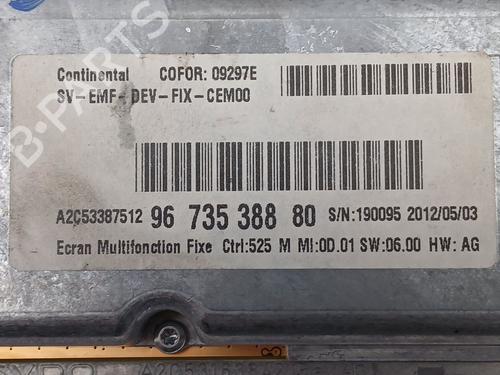 Continental COFOR: 09297E
SV-EMF-DEV-FIX-CEM00
A2C53387512 96 735 388 80 S/N:190095 2012/05/03
Ecran Multifonction Fixe Ctrl:525 M MI:0D.01 SW:06.00 HW: AG